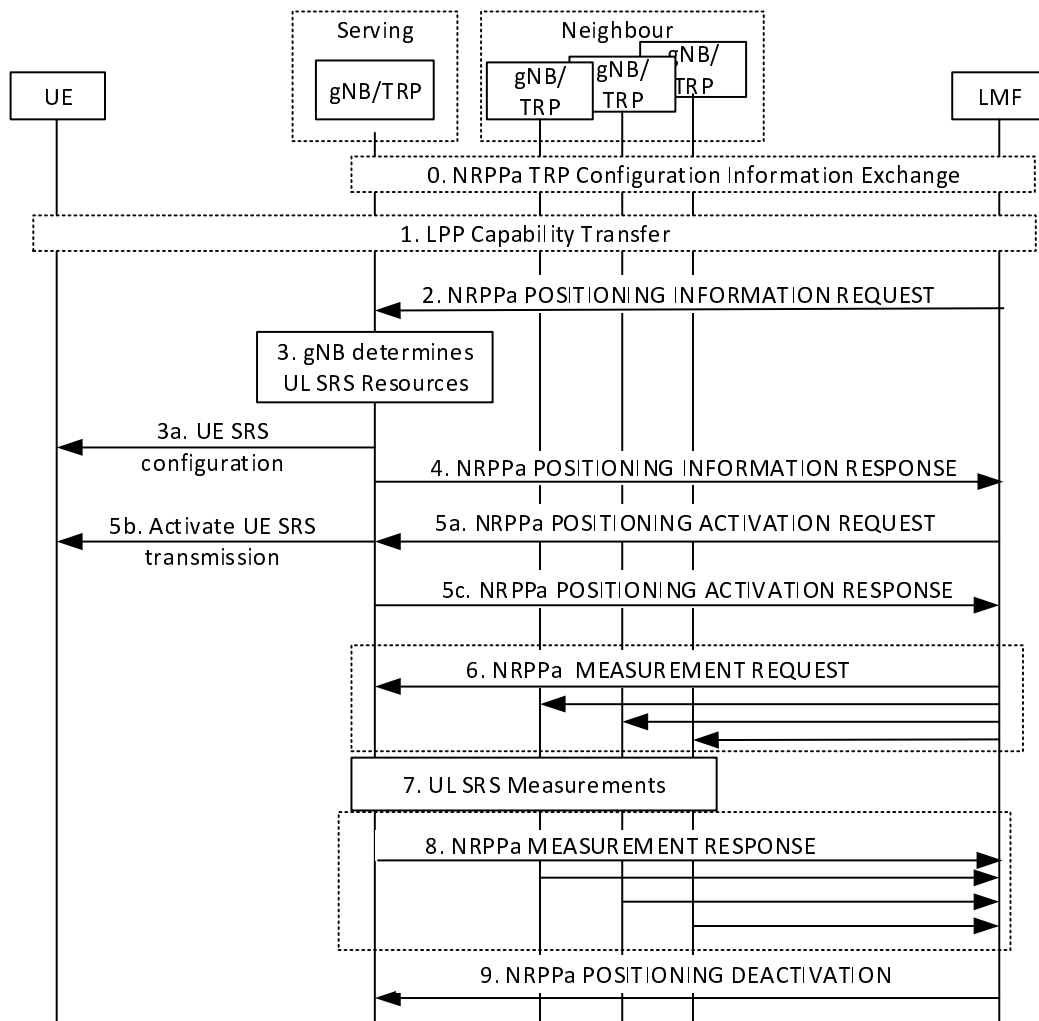 Serving
Neighbour
UE
gNB/TRP
gNB/
TRP
gNB/
TRP
gNB/
TRP
LMF
0. NRPPa TRP Configuration Information Exchange
1. LPP Capability Transfer
2. NRPPa POSITIONING INFORMATION REQUEST
3. gNB determines
UL SRS Resources
3a. UE SRS
configuration
4. NRPPa POSITIONING INFORMATION RESPONSE
5b. Activate UE SRS
transmission
5a. NRPPa POSITIONING ACTIVATION REQUEST
5c. NRPPa POSITIONING ACTIVATION RESPONSE
6. NRPPa MEASUREMENT REQUEST
7. UL SRS Measurements
8. NRPPa MEASUREMENT RESPONSE
9. NRPPa POSITIONING DEACTIVATION